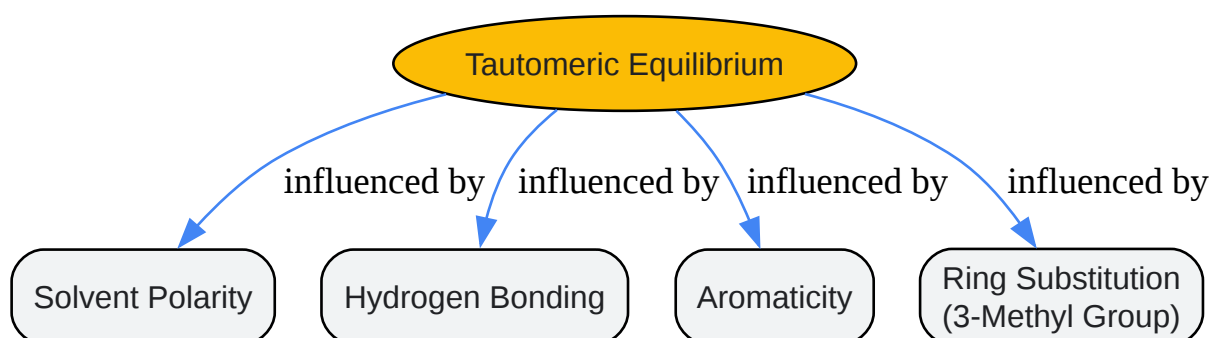 Tautomeric Equilibrium
influenced by
influenced by
influenced by
influenced by
Solvent Polarity
Hydrogen Bonding
Aromaticity
Ring Substitution
(3-Methyl Group)